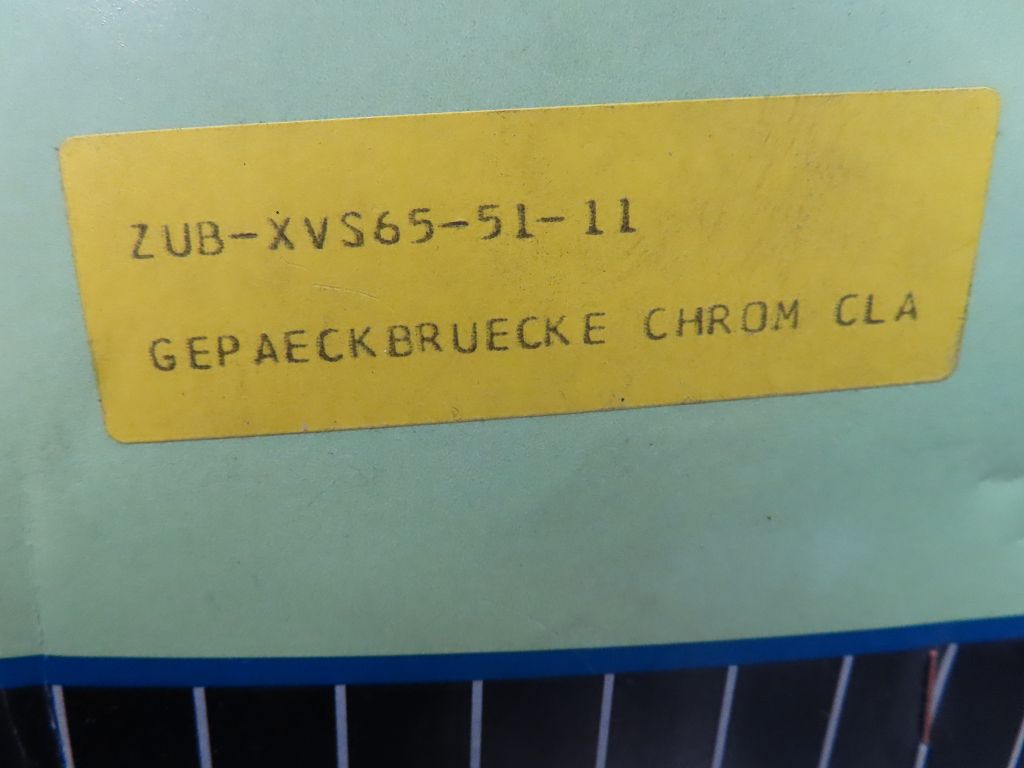 ZUB-XVS65-51-11
GEPAECKBRUECKE CHROM CLA